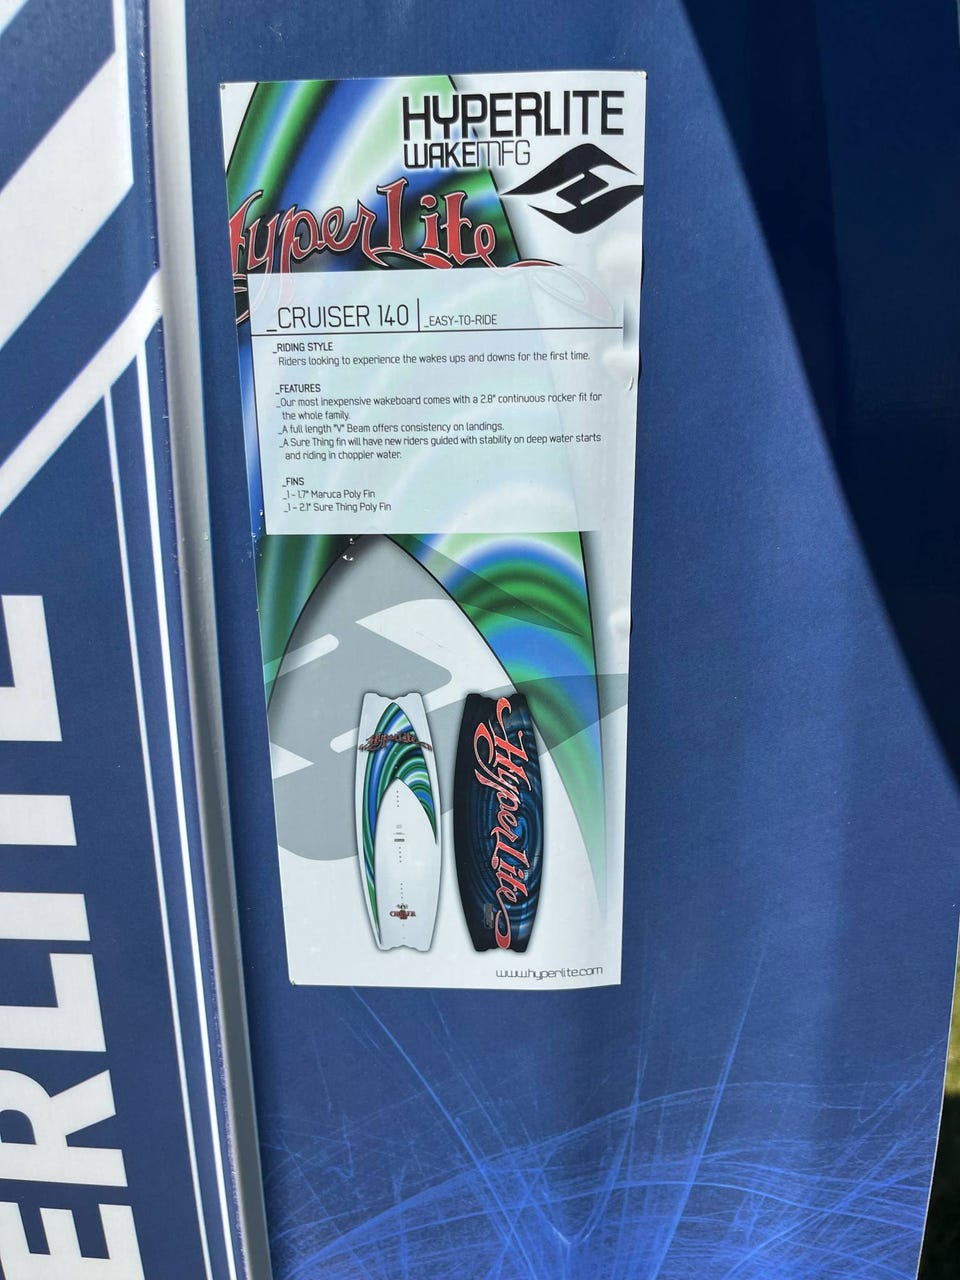 HYPERLITE
WAKEMFG
HyperLite
_CRUISER 140 | _EASY-TO-RIDE
_RIDING STYLE
Riders looking to experience the wakes ups and downs for the first time.
_FEATURES
_Our most inexpensive wakeboard comes with a 2.8" continuous rocker fit for
the whole family.
_A full length "V" Beam offers consistency on landings.
_A Sure Thing fin will have new riders guided with stability on deep water starts
and riding in choppier water.
_FINS
_1 - 1.7" Maruca Poly Fin
_1 - 2.1" Sure Thing Poly Fin
HyperLite
CRUISER
HyperLite
www.hyperlite.com
ERLITE